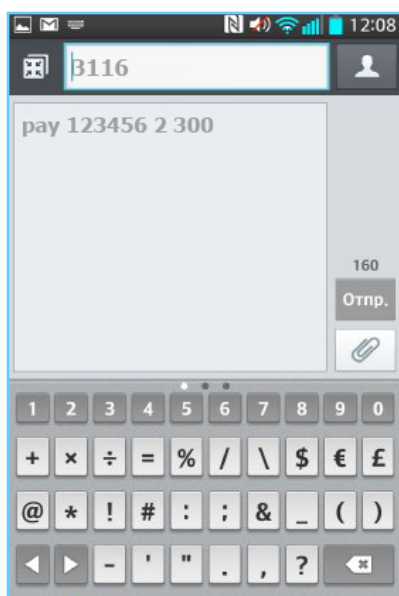 12:08
3116
pay 123456 2 300
160
Отпр.
1 2 3 4 5 6 7 8 9 0
+ × ÷ = % / \ $ € £
@ * ! # : ; & _ ( )
- ' " . , ?